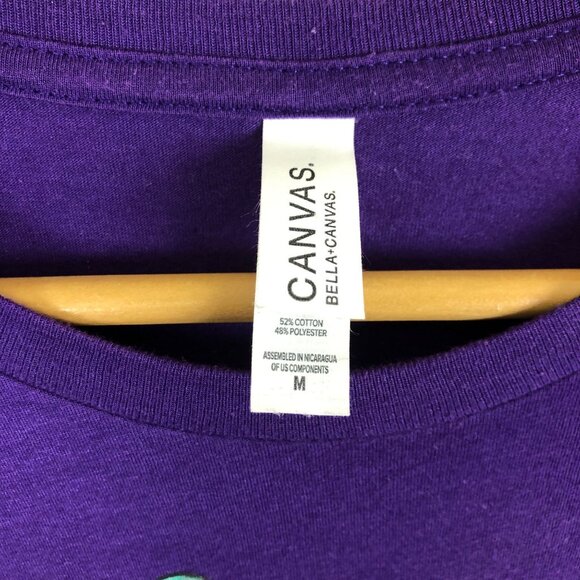 CANVAS.
BELLA+CANVAS.
52% COTTON
48% POLYESTER
ASSEMBLED IN NICARAGUA
OF US COMPONENTS
M